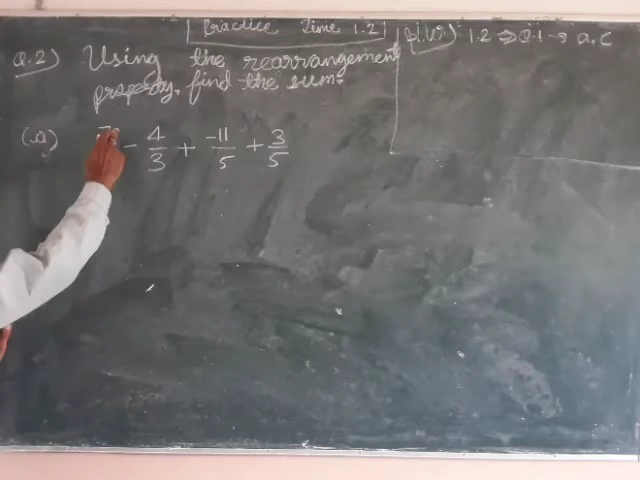 Practice Time 1.2
H.W. 1.2 → Q.1 → a, c
Q.2) Using the rearrangement
property, find the sum.
(a) 7 - 4/3 + -11/5 + 3/5